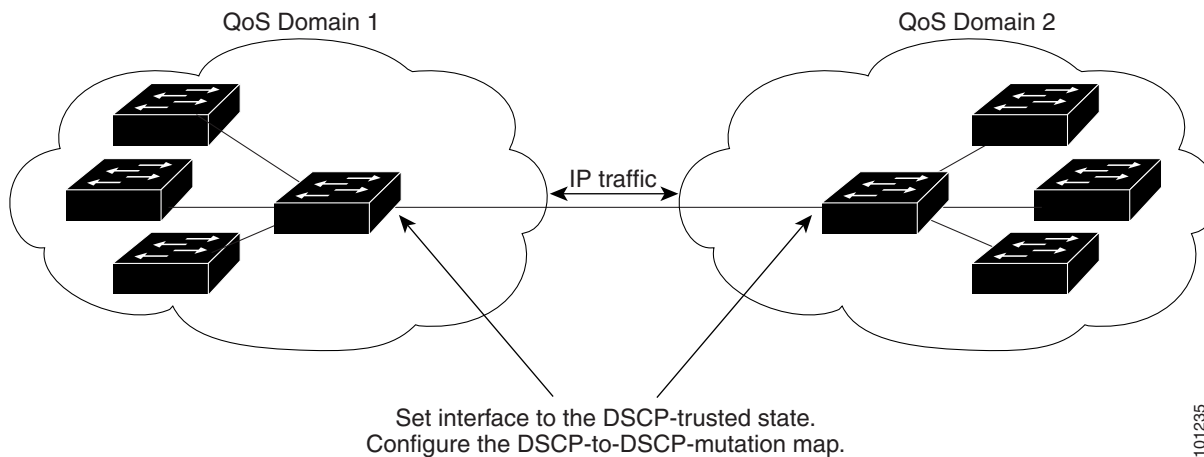 QoS Domain 1
QoS Domain 2
IP traffic
Set interface to the DSCP-trusted state.
Configure the DSCP-to-DSCP-mutation map.
101235